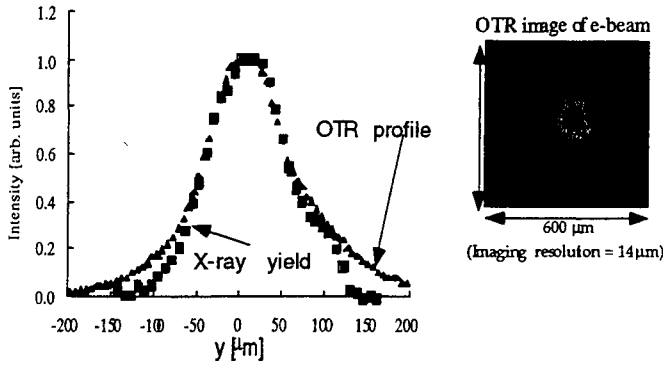 Intensity [arb. units]
1.2
1.0
0.8
0.6
0.4
0.2
0.0
-200 -150 -100 -50 0 50 100 150 200
y [μm]
OTR profile
X-ray yield
OTR image of e-beam
600 μm
(Imaging resolution = 14μm)